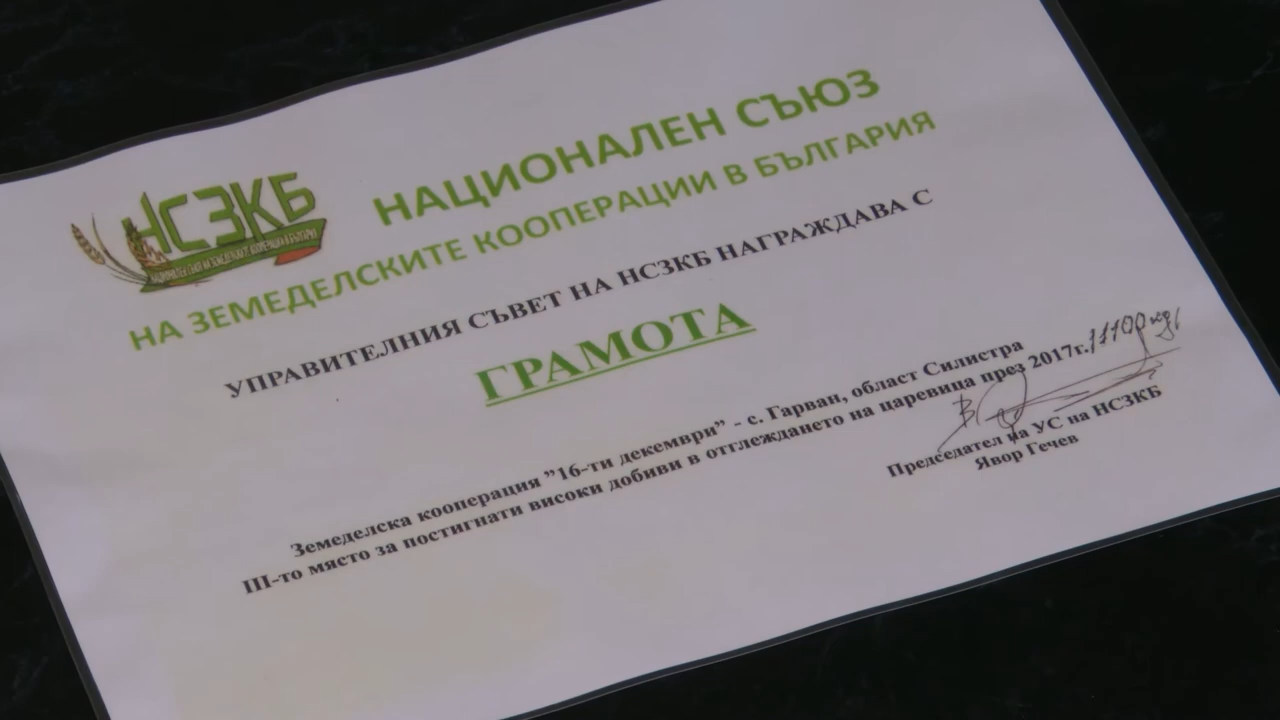 НСЗКБ
НАЦИОНАЛЕН СЪЮЗ
НА ЗЕМЕДЕЛСКИТЕ КООПЕРАЦИИ В БЪЛГАРИЯ
УПРАВИТЕЛНИЯ СЪВЕТ НА НСЗКБ НАГРАЖДАВА С
ГРАМОТА
Земеделска кооперация ”16-ти декември” - с. Гарван, област Силистра
III-то място за постигнати високи добиви в отглеждането на царевица през 2017г. /1100 кг/
Председател на УС на НСЗКБ
Явор Гечев